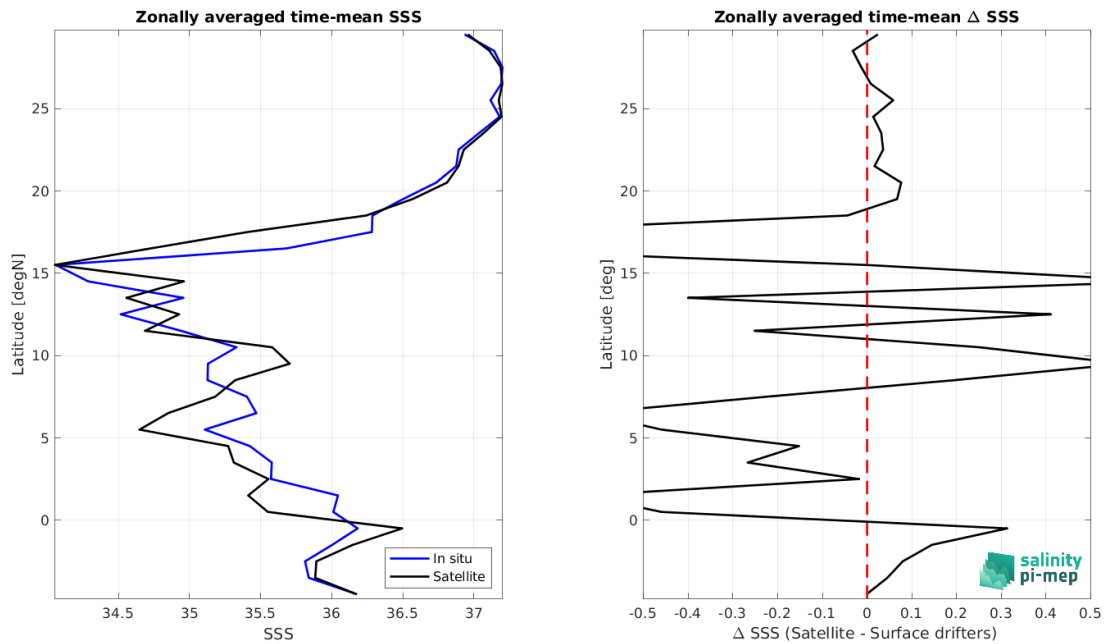 Zonally averaged time-mean SSS
Latitude [degN]
25
20
15
10
5
0
34.5
35
35.5
36
36.5
37
SSS
In situ
Satellite
Zonally averaged time-mean Δ SSS
Latitude [deg]
25
20
15
10
5
0
-0.5
-0.4
-0.3
-0.2
-0.1
0
0.1
0.2
0.3
0.4
0.5
Δ SSS (Satellite - Surface drifters)
salinity
pi-mep